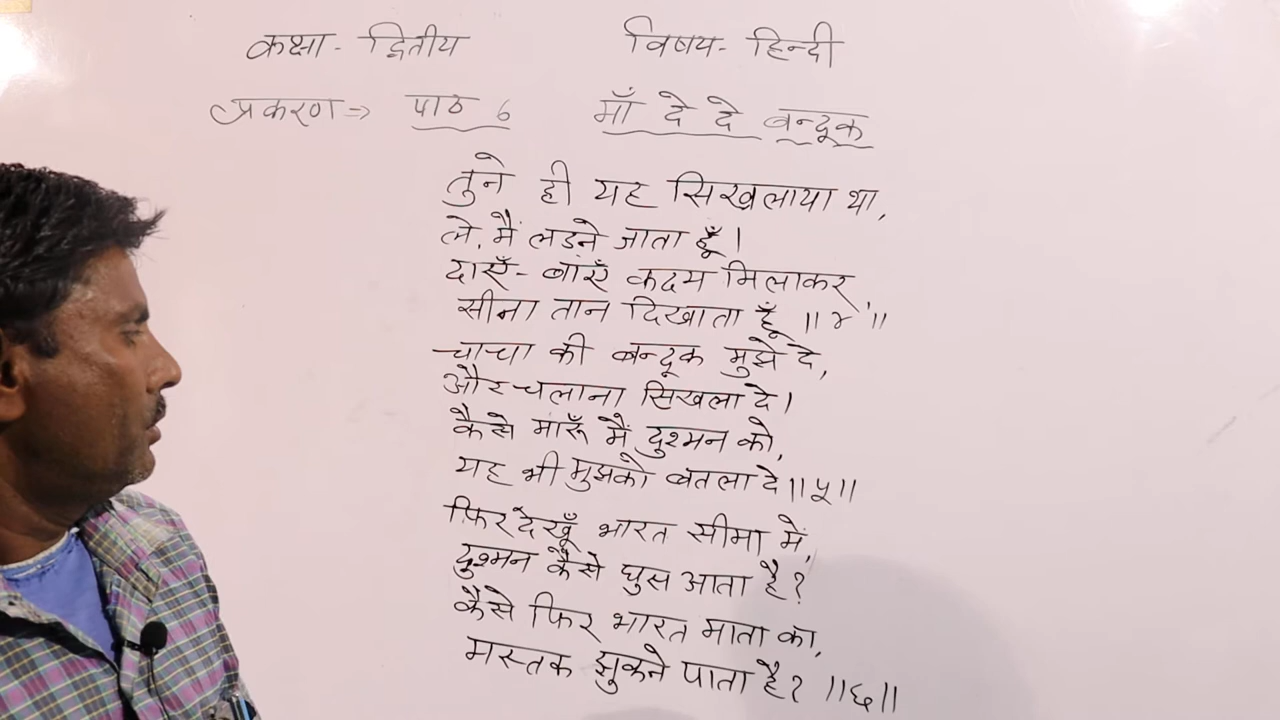 कक्षा - द्वितीय विषय - हिन्दी
प्रकरण => पाठ 6 माँ दे दे बन्दूक
तुने ही यह सिखलाया था,
ले, मैं लड़ने जाता हूँ।
दाएँ - बाएँ कदम मिलाकर,
सीना तान दिखाता हूँ ॥४॥
चाचा की बन्दूक मुझे दे,
और चलाना सिखला दे।
कैसे मारूँ मैं दुश्मन को,
यह भी मुझको बतला दे ॥५॥
फिर देखूँ भारत सीमा में,
दुश्मन कैसे घुस आता है?
कैसे फिर भारत माता का,
मस्तक झुकने पाता है? ॥६॥